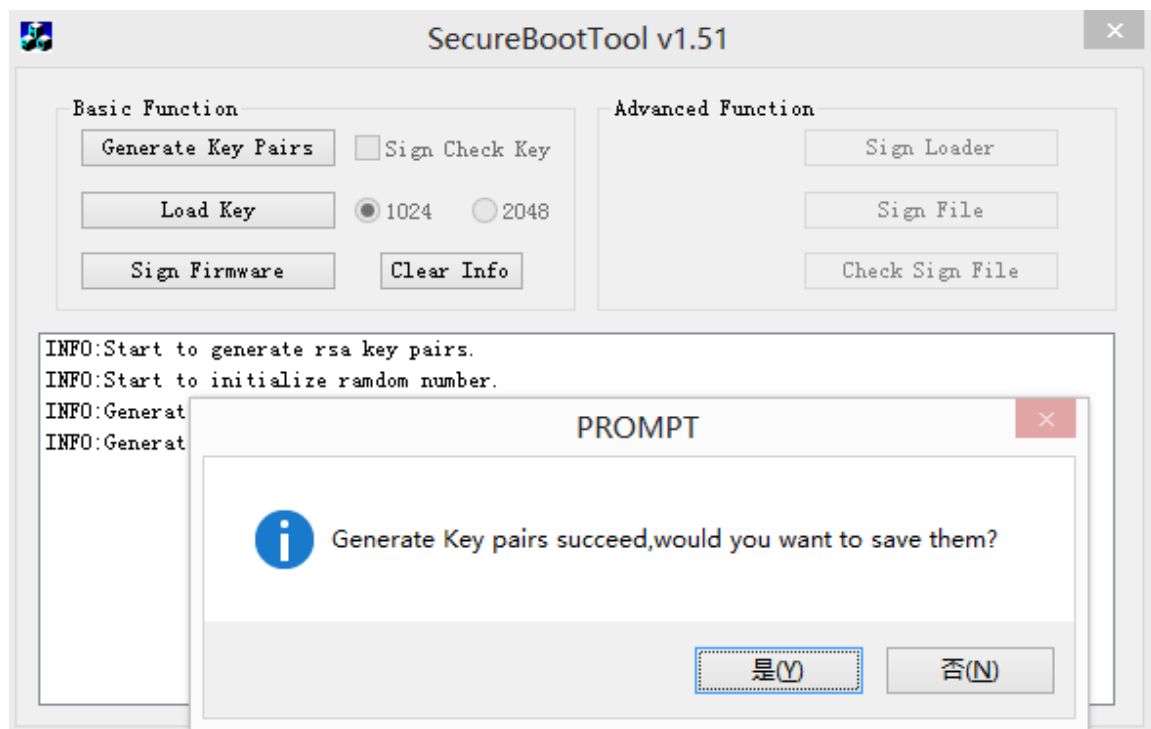 SecureBootTool v1.51
Basic Function
Advanced Function
Generate Key Pairs
Sign Check Key
Sign Loader
Load Key
1024
2048
Sign File
Sign Firmware
Clear Info
Check Sign File
INFO:Start to generate rsa key pairs.
INFO:Start to initialize ramdom number.
INFO:Generat
INFO:Generat
PROMPT
Generate Key pairs succeed,would you want to save them?
是(Y)
否(N)